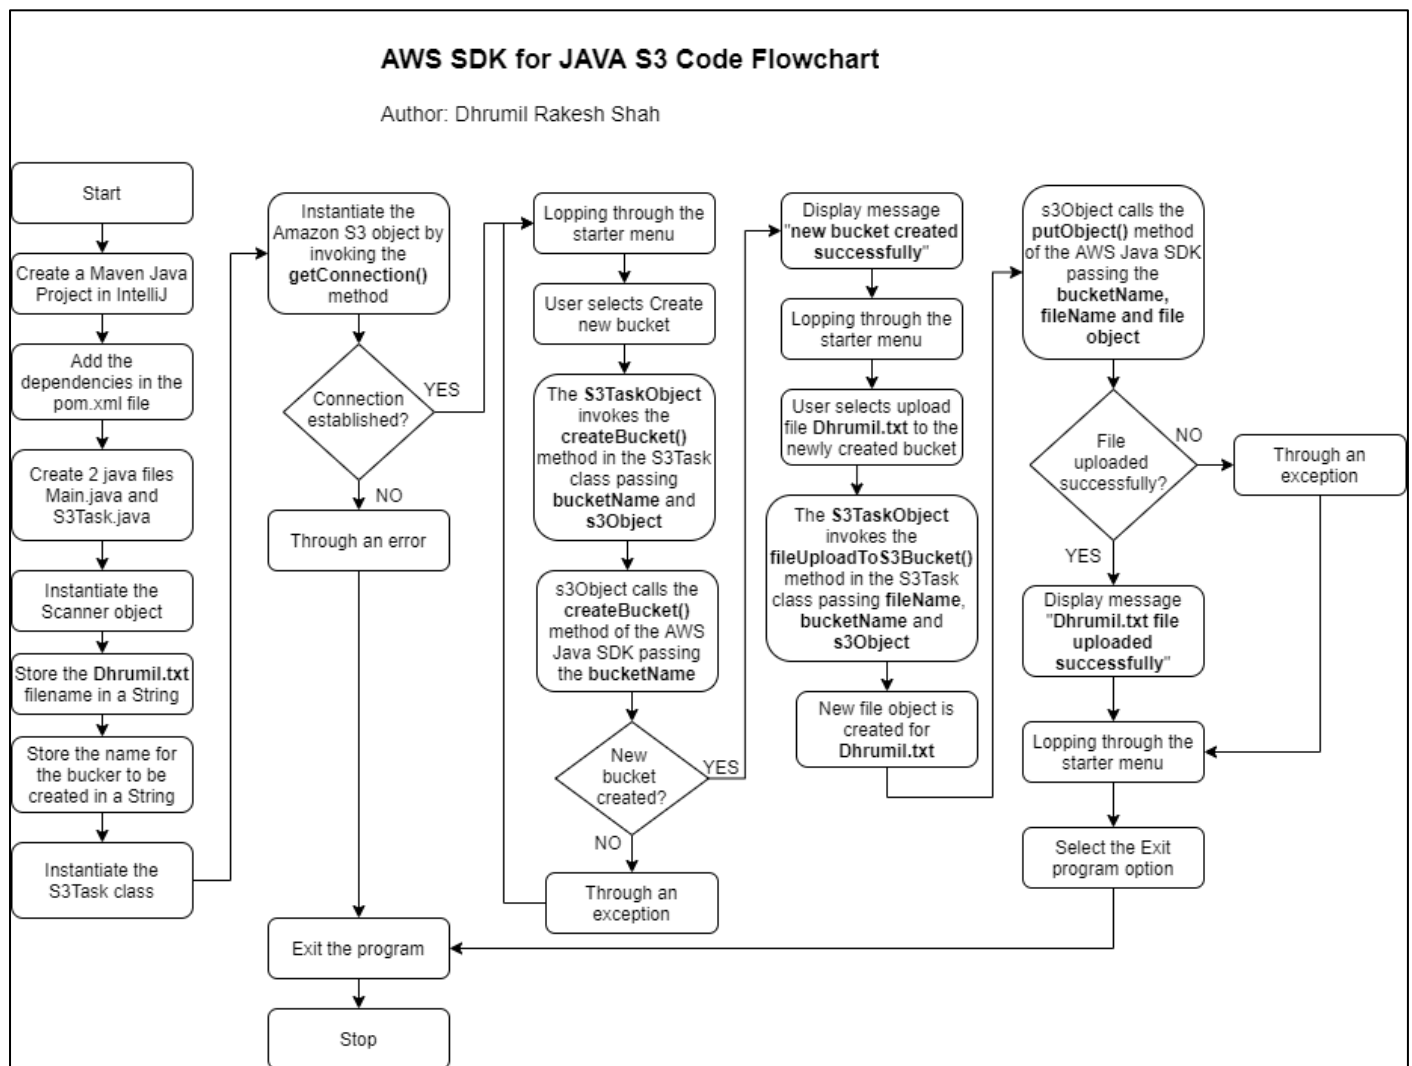 AWS SDK for JAVA S3 Code Flowchart
Author: Dhrumil Rakesh Shah
Start
Create a Maven Java
Project in IntelliJ
Add the
dependencies in the
pom.xml file
Create 2 java files
Main.java and
S3Task.java
Instantiate the
Scanner object
Store the Dhrumil.txt
filename in a String
Store the name for
the bucker to be
created in a String
Instantiate the
S3Task class
Instantiate the
Amazon S3 object by
invoking the
getConnection()
method
Connection
established?
YES
NO
Through an error
Exit the program
Stop
Lopping through the
starter menu
User selects Create
new bucket
The S3TaskObject
invokes the
createBucket()
method in the S3Task
class passing
bucketName and
s3Object
s3Object calls the
createBucket()
method of the AWS
Java SDK passing
the bucketName
New
bucket
created?
YES
NO
Through an
exception
Display message
"new bucket created
successfully"
Lopping through the
starter menu
User selects upload
file Dhrumil.txt to the
newly created bucket
The S3TaskObject
invokes the
fileUploadToS3Bucket()
method in the S3Task
class passing fileName,
bucketName and
s3Object
New file object is
created for
Dhrumil.txt
s3Object calls the
putObject() method
of the AWS Java SDK
passing the
bucketName,
fileName and file
object
File
uploaded
successfully?
NO
Through an
exception
YES
Display message
"Dhrumil.txt file
uploaded
successfully"
Lopping through the
starter menu
Select the Exit
program option